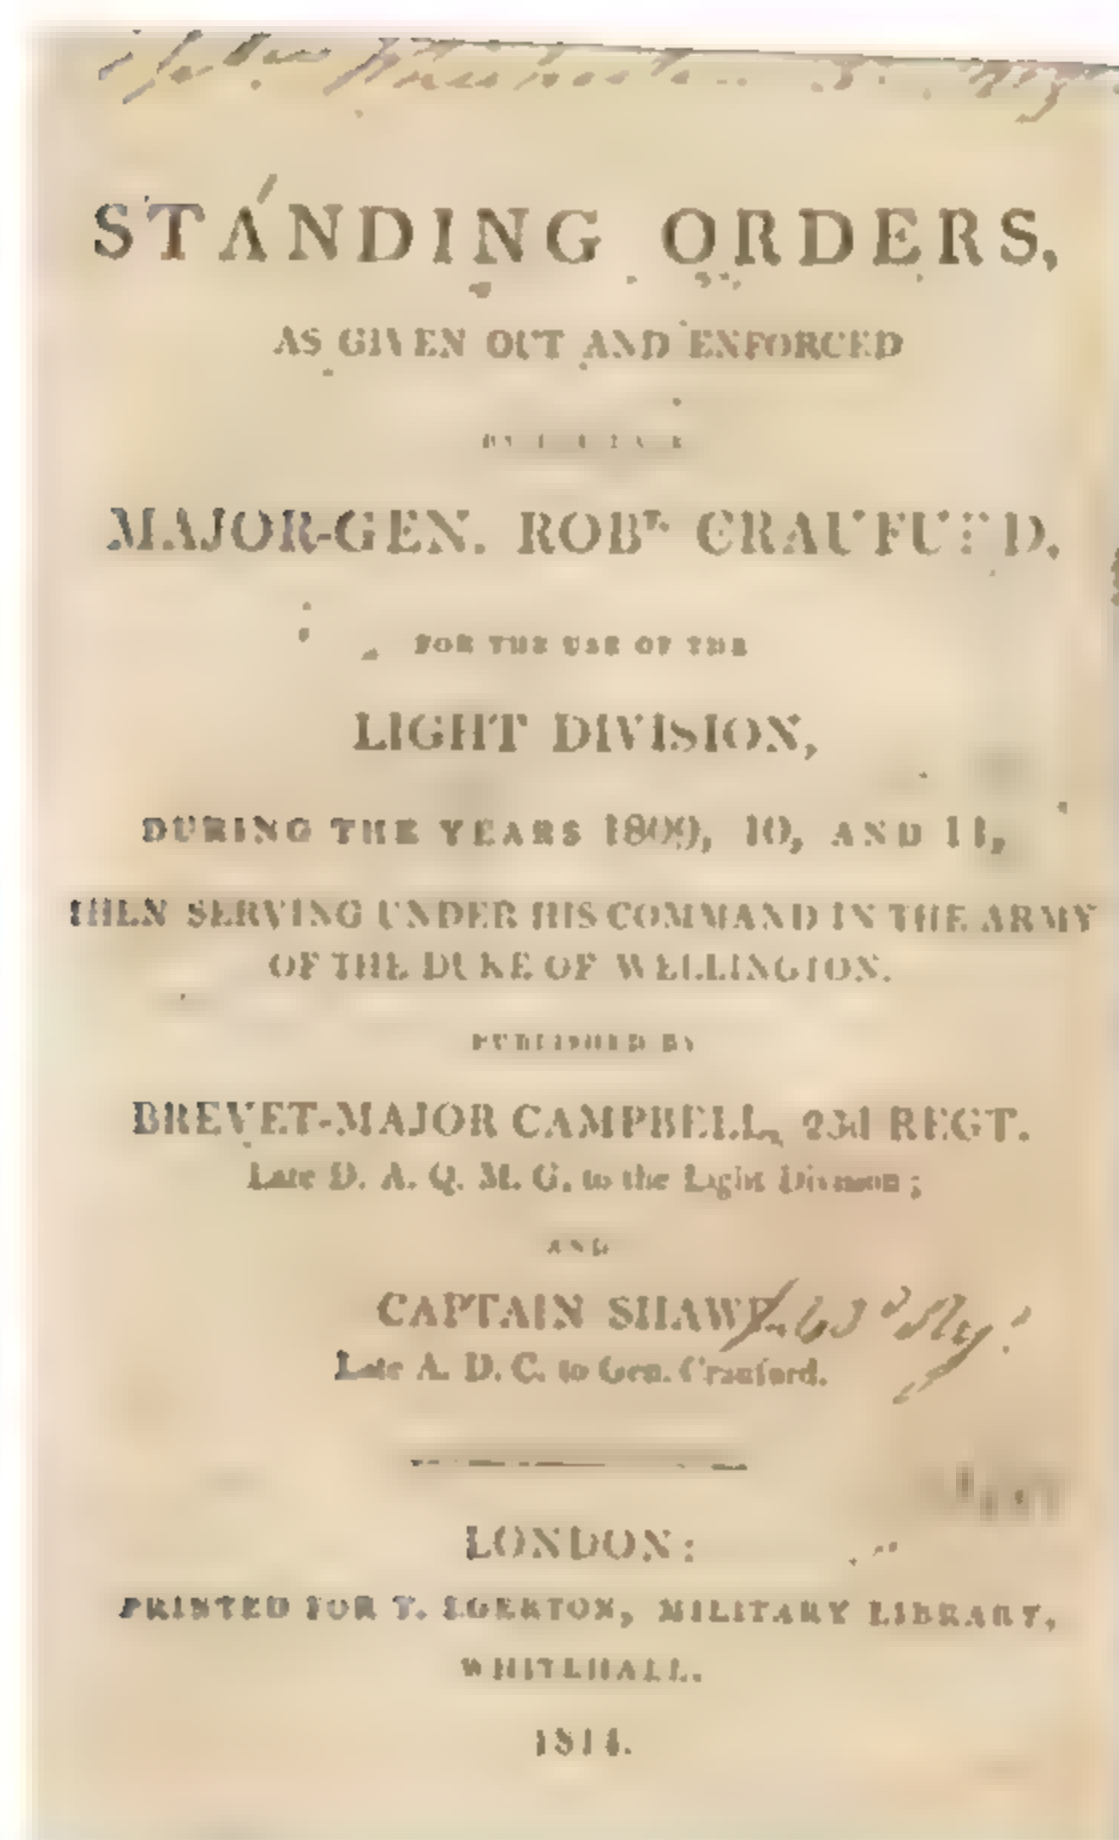 STANDING ORDERS,
AS GIVEN OUT AND ENFORCED
BY THE LATE
MAJOR-GEN. ROBT. CRAUFURD,
FOR THE USE OF THE
LIGHT DIVISION,
DURING THE YEARS 1809, 10, AND 11,
THEN SERVING UNDER HIS COMMAND IN THE ARMY
OF THE DUKE OF WELLINGTON.
PUBLISHED BY
BREVET-MAJOR CAMPBELL, 23d REGT.
Late D. A. Q. M. G. to the Light Division;
AND
CAPTAIN SHAW,
Late A. D. C. to Gen. Craufurd.
LONDON:
PRINTED FOR T. EGERTON, MILITARY LIBRARY,
WHITEHALL.
1814.